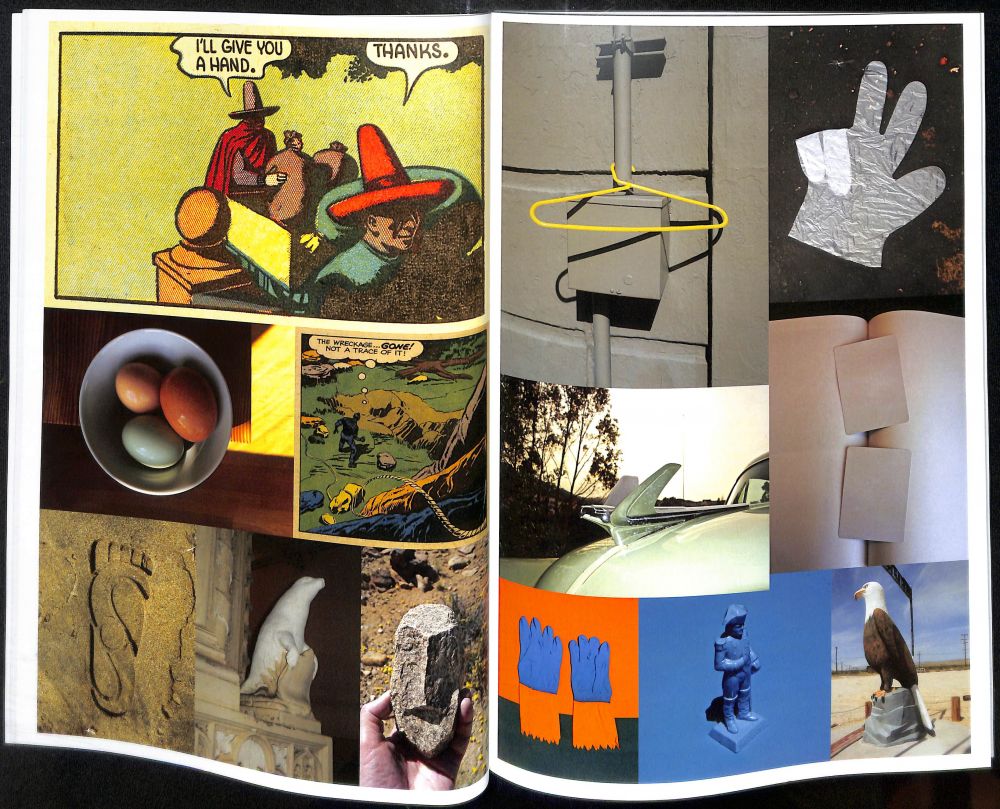 I'LL GIVE YOU
A HAND.
THANKS.
THE WRECKAGE... GONE!
NOT A TRACE OF IT!